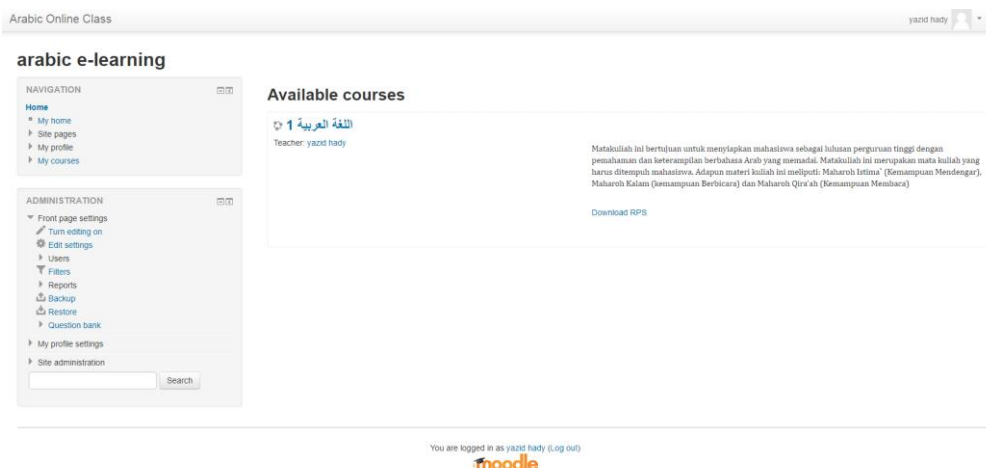 Arabic Online Class
yazid hady
arabic e-learning
NAVIGATION
Home
My home
Site pages
My profile
My courses
ADMINISTRATION
Front page settings
Turn editing on
Edit settings
Users
Filters
Reports
Backup
Restore
Question bank
My profile settings
Site administration
Search
Available courses
اللغة العربية 1
Teacher: yazid hady
Matakuliah ini bertujuan untuk menyiapkan mahasiswa sebagai lulusan perguruan tinggi dengan
pemahaman dan keterampilan berbahasa Arab yang memadai. Matakuliah ini merupakan mata kuliah yang
harus ditempuh mahasiswa. Adapun materi kuliah ini meliputi: Maharoh Istima` (Kemampuan Mendengar),
Maharoh Kalam (kemampuan Berbicara) dan Maharoh Qira'ah (Kemampuan Membaca)
Download RPS
You are logged in as yazid hady (Log out)
moodle